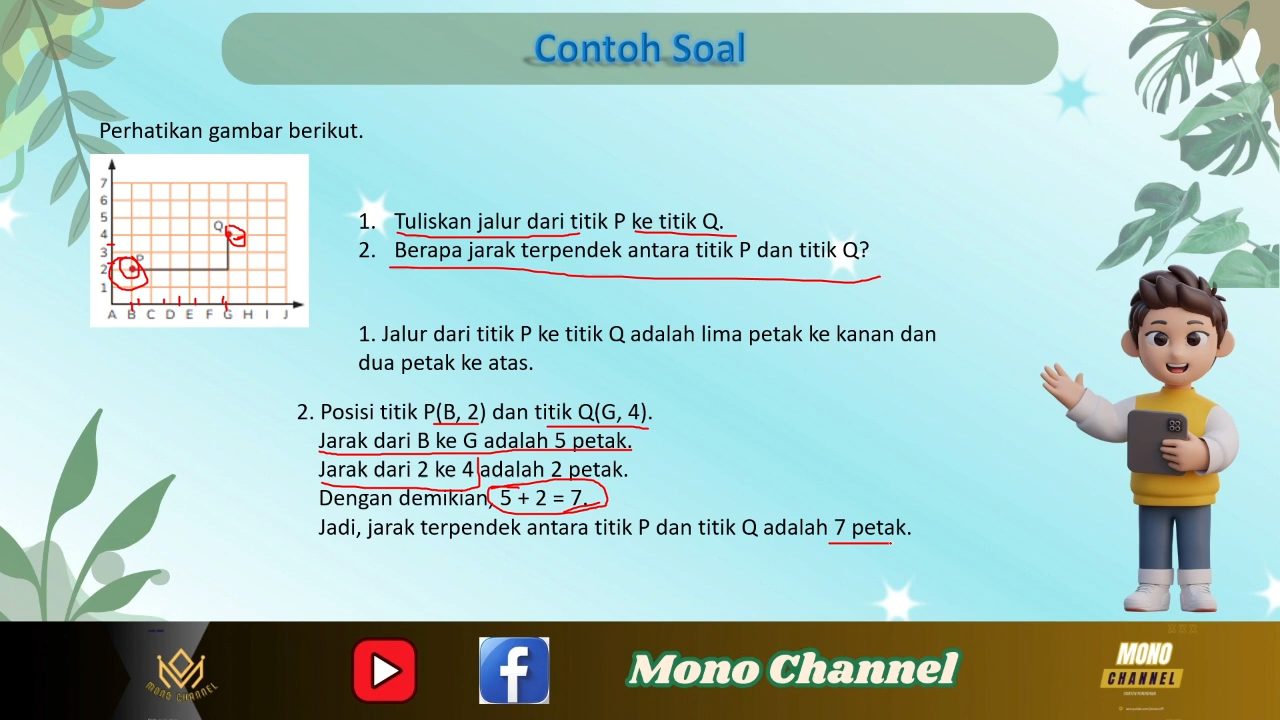 Contoh Soal
Perhatikan gambar berikut.
7
6
5
4
3
2
1
Q
P
A B C D E F G H I J
1. Tuliskan jalur dari titik P ke titik Q.
2. Berapa jarak terpendek antara titik P dan titik Q?
1. Jalur dari titik P ke titik Q adalah lima petak ke kanan dan
dua petak ke atas.
2. Posisi titik P(B, 2) dan titik Q(G, 4).
Jarak dari B ke G adalah 5 petak.
Jarak dari 2 ke 4 adalah 2 petak.
Dengan demikian, 5 + 2 = 7.
Jadi, jarak terpendek antara titik P dan titik Q adalah 7 petak.
MONO CHANNEL
f
Mono Channel
MONO
CHANNEL